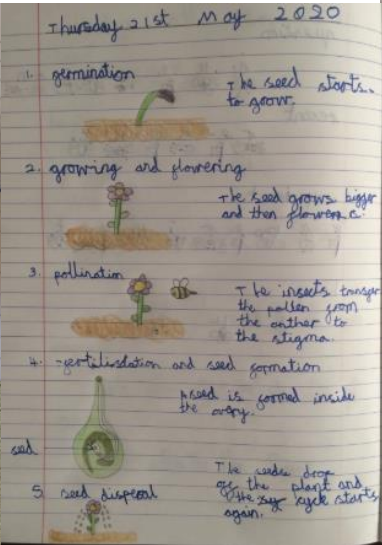 Thursday 21st May 2020
1. germination
The seed starts
to grow.
2. growing and flowering
The seed grows bigger
and then flowers
3. pollination
The insects transfer
the pollen from
the anther to
the stigma.
4. fertilisdation and seed formation
A seed is formed inside
the ovary.
sed
5. seed dispersal
The seeds drop
off the plant and
the cycle starts
again.